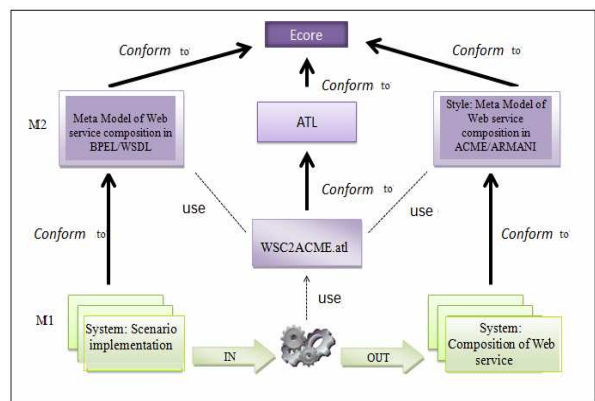 Ecore
Conform to
Conform to
Conform to
M2
Meta Model of Web
service composition in
BPEL/WSDL
ATL
Style: Meta Model of
Web service
composition in
ACME/ARMANI
Conform to
use
use
Conform to
Conform to
WSC2ACME.atl
use
M1
System: Scenario
implementation
IN
OUT
System:
Composition of Web
service